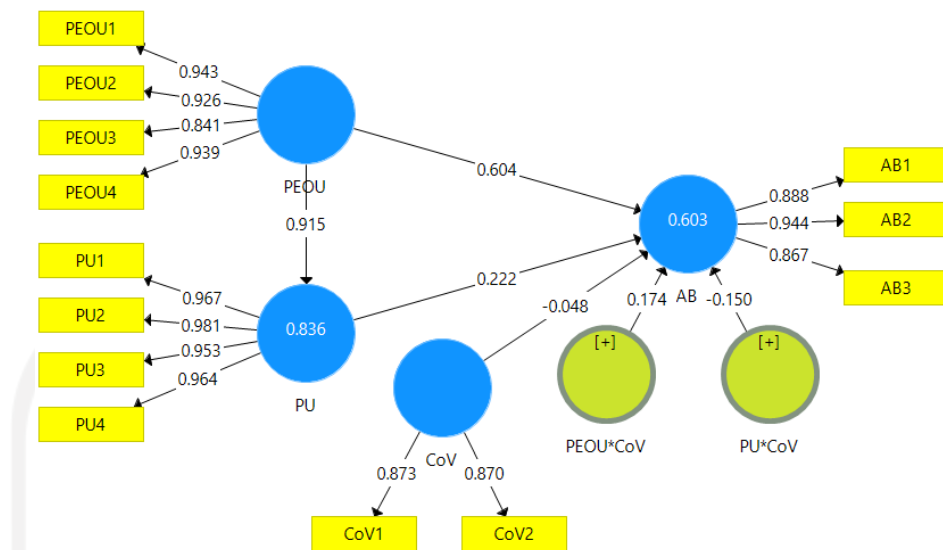 PEOU1
PEOU2
PEOU3
PEOU4
0.943
0.926
0.841
0.939
PEOU
0.604
0.915
PU1
PU2
PU3
PU4
0.967
0.981
0.953
0.964
0.836
PU
0.222
-0.048
CoV
0.873
0.870
CoV1
CoV2
0.603
AB
0.888
0.944
0.867
AB1
AB2
AB3
0.174
-0.150
[+]
[+]
PEOU*CoV
PU*CoV